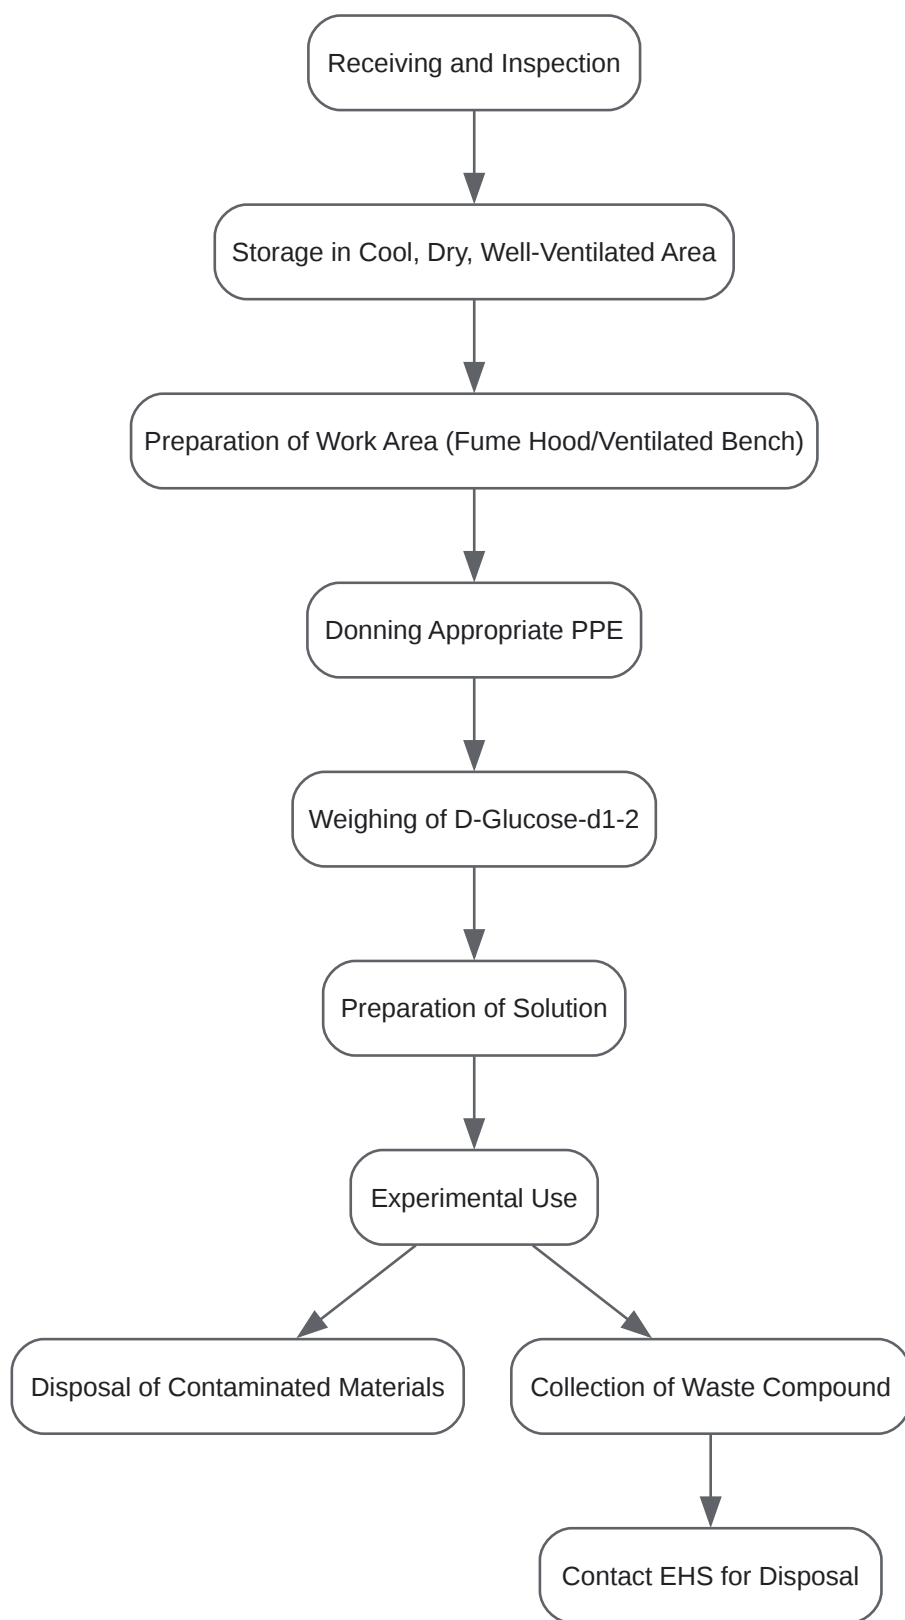 Receiving and Inspection
Storage in Cool, Dry, Well-Ventilated Area
Preparation of Work Area (Fume Hood/Ventilated Bench)
Donning Appropriate PPE
Weighing of D-Glucose-d1-2
Preparation of Solution
Experimental Use
Disposal of Contaminated Materials
Collection of Waste Compound
Contact EHS for Disposal